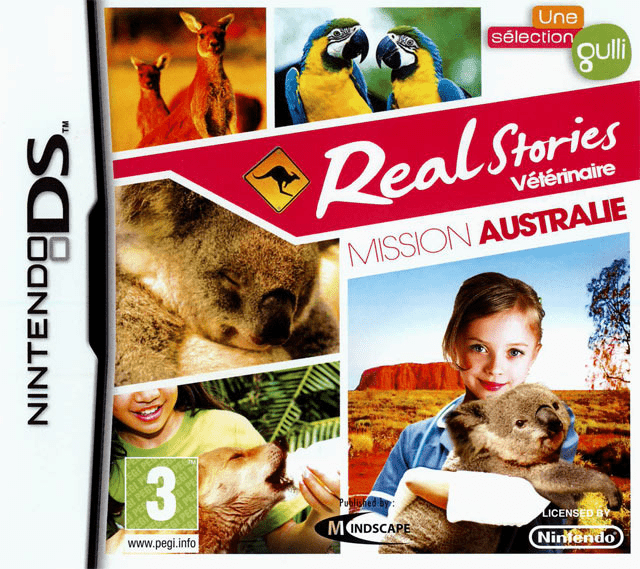 NINTENDO DS™
Une
sélection
gulli
Real Stories
Vétérinaire
MISSION AUSTRALIE
3
www.pegi.info
Published by :
MINDSCAPE
LICENSED BY
Nintendo